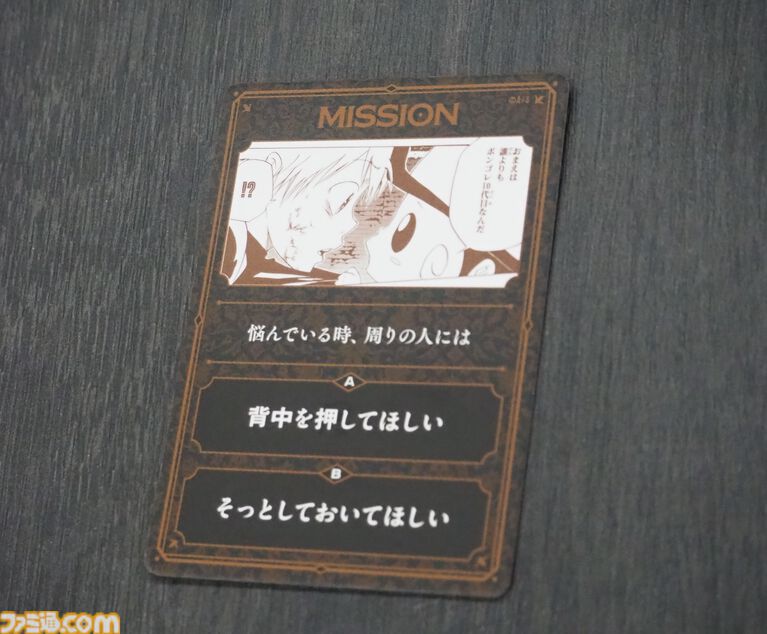 MISSION
おまえは
誰よりも
ボンゴレ10代目なんだ
!?
悩んでいる時、周りの人には
A
背中を押してほしい
B
そっとしておいてほしい
ファミ通.com